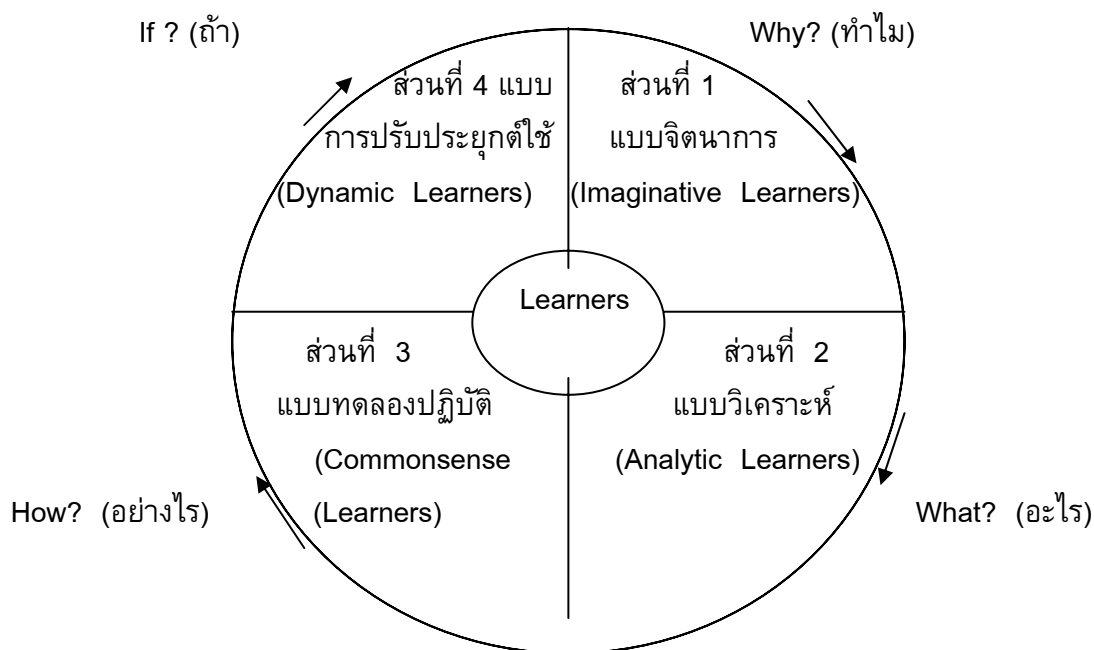 If ? (ถ้า)
Why? (ทำไม)
ส่วนที่ 4 แบบ
การปรับประยุกต์ใช้
(Dynamic Learners)
ส่วนที่ 1
แบบจิตนาการ
(Imaginative Learners)
Learners
ส่วนที่ 3
แบบทดลองปฏิบัติ
(Commonsense
(Learners)
ส่วนที่ 2
แบบวิเคราะห์
(Analytic Learners)
How? (อย่างไร)
What? (อะไร)